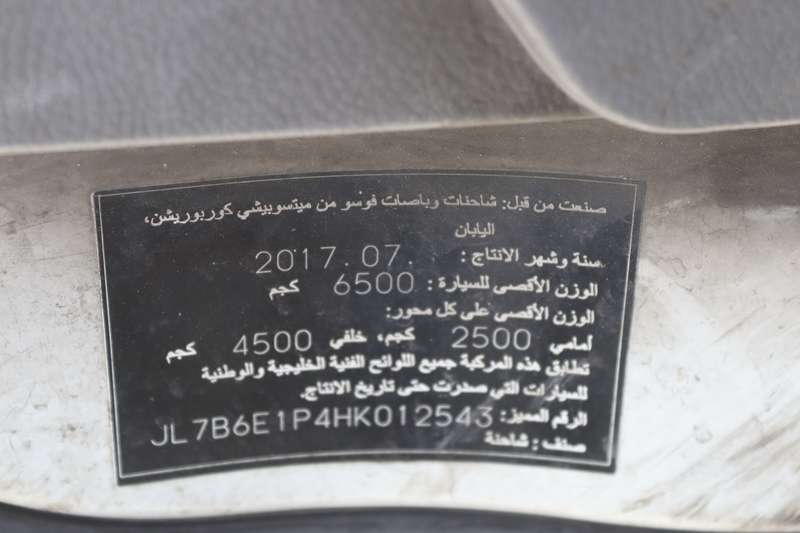 صنعت من قبل: شاحنات وباصات فوسو من ميتسوبيشي كوربوريشن،
اليابان
سنة وشهر الانتاج : 2017.07.
الوزن الأقصى للسيارة : 6500 كجم
الوزن الأقصى على كل محور:
أمامي 2500 كجم، خلفي 4500 كجم
تطابق هذه المركبة جميع اللوائح الفنية الخليجية والوطنية
للسيارات التي صدرت حتى تاريخ الانتاج.
الرقم المميز: JL7B6E1P4HK012543
صنف : شاحنة